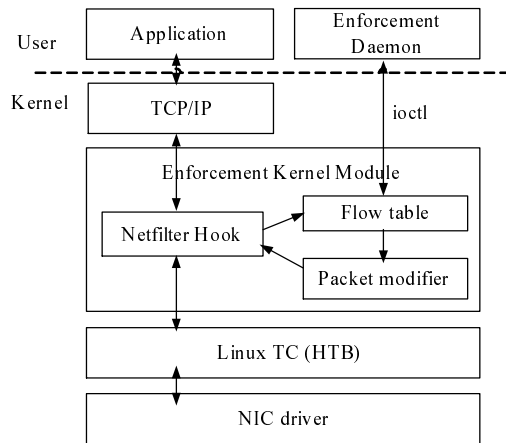 User
Application
Enforcement
Daemon
Kernel
TCP/IP
ioctl
Enforcement Kernel Module
Netfilter Hook
Flow table
Packet modifier
Linux TC (HTB)
NIC driver